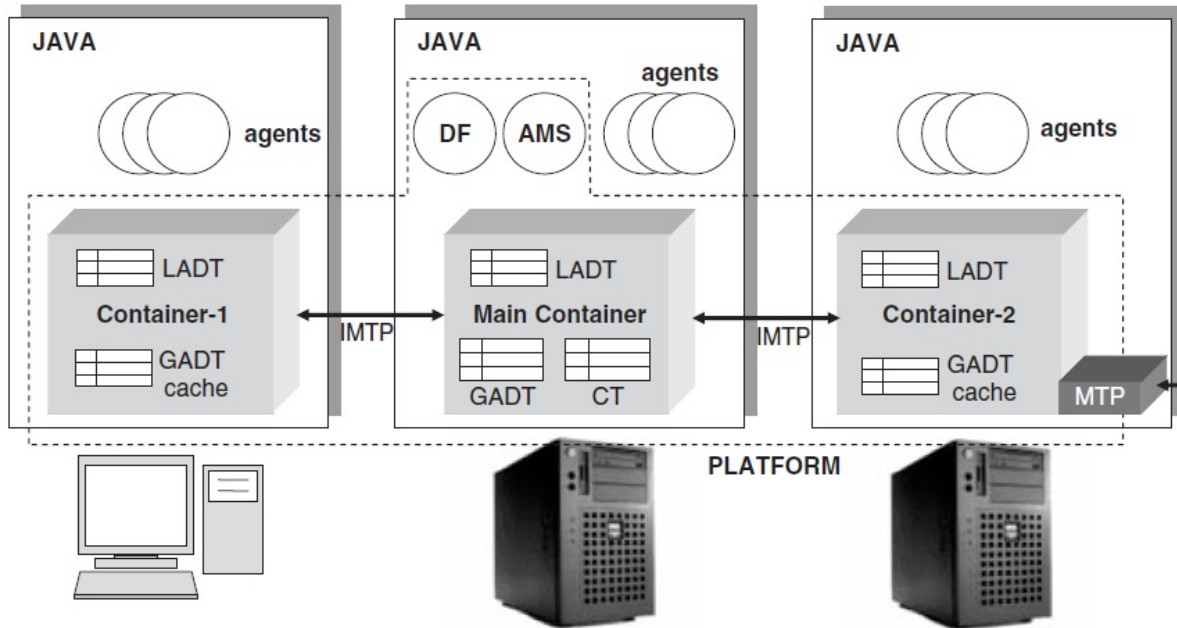 JAVA
agents
LADT
Container-1
GADT
cache
IMTP
JAVA
agents
DF
AMS
LADT
Main Container
GADT
CT
IMTP
JAVA
agents
LADT
Container-2
GADT
cache
MTP
PLATFORM